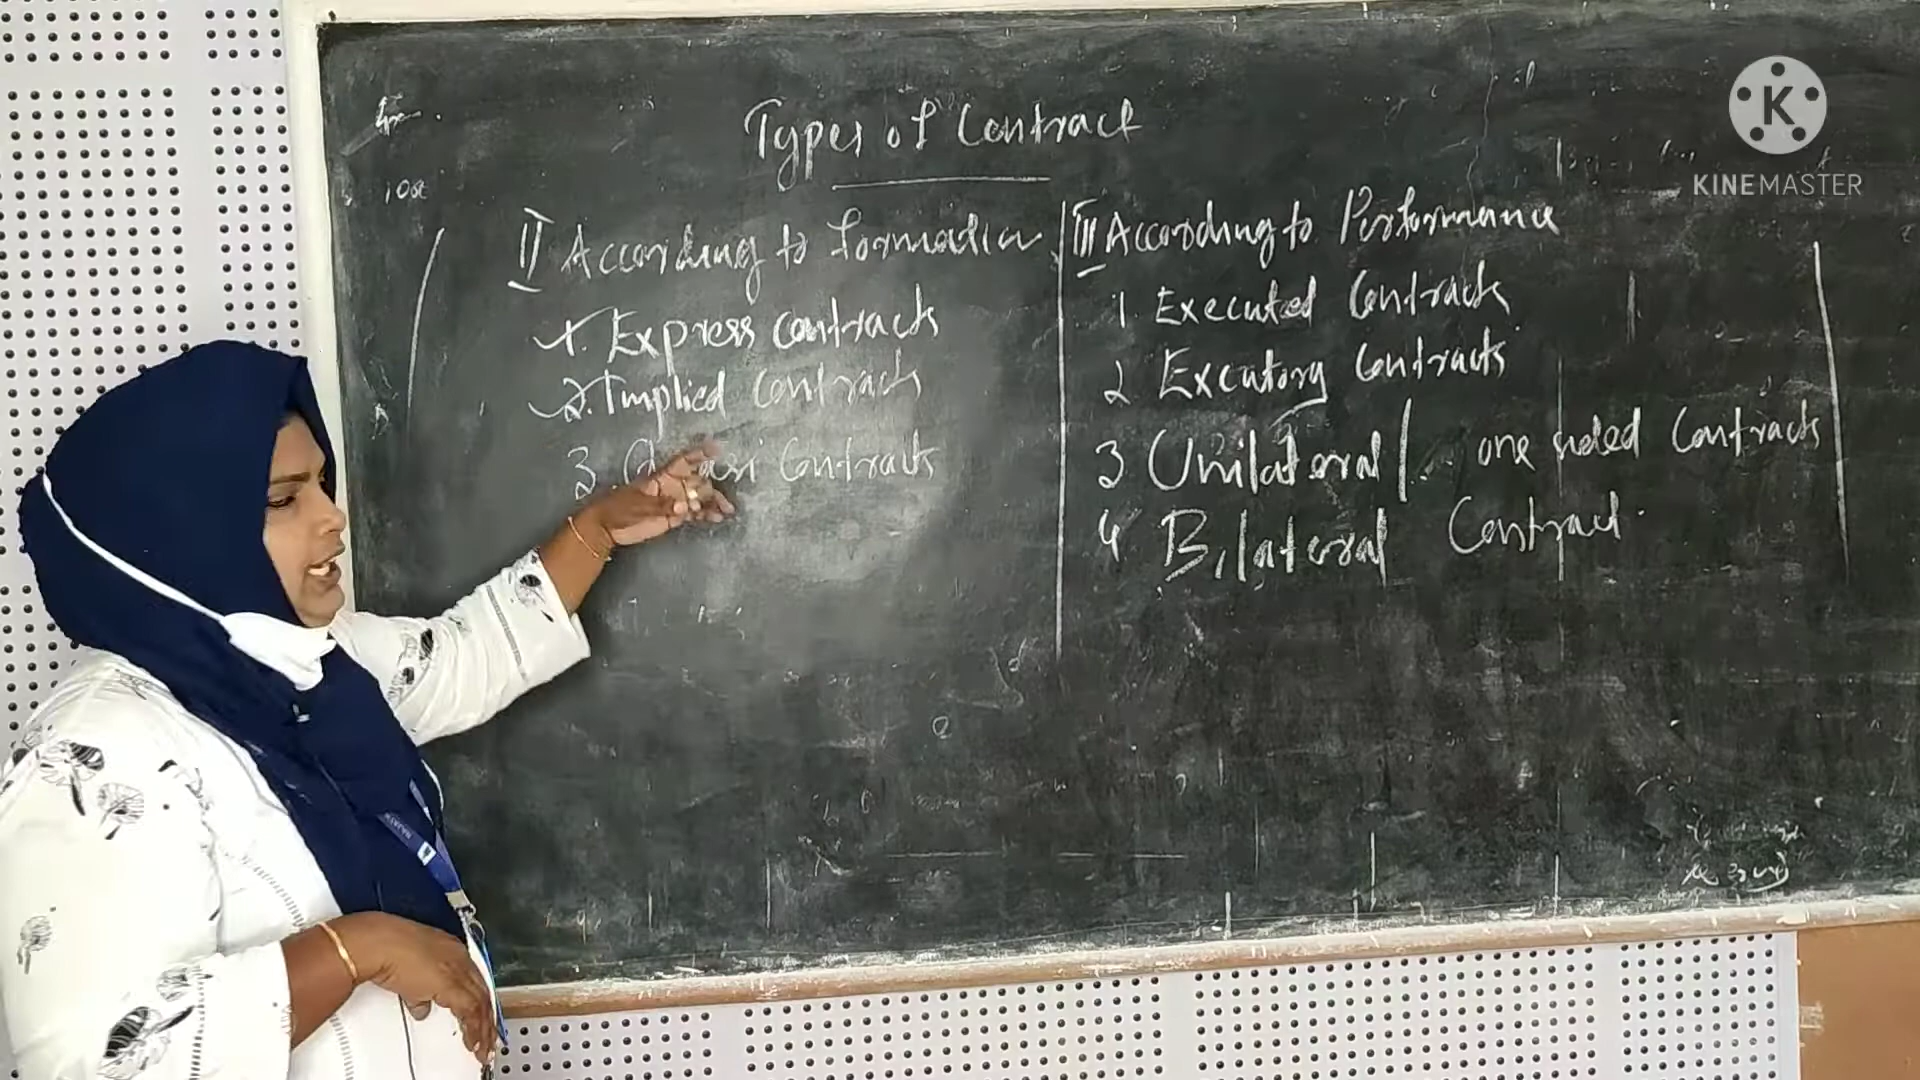 Types of Contract
II According to formation
1. Express contracts
2. Implied contracts
3. Quasi Contracts
III According to Performance
1. Executed Contracts
2 Excutory Contracts
3 Unilateral / one sided Contracts
4 Bilateral Contract.
K
KINEMASTER